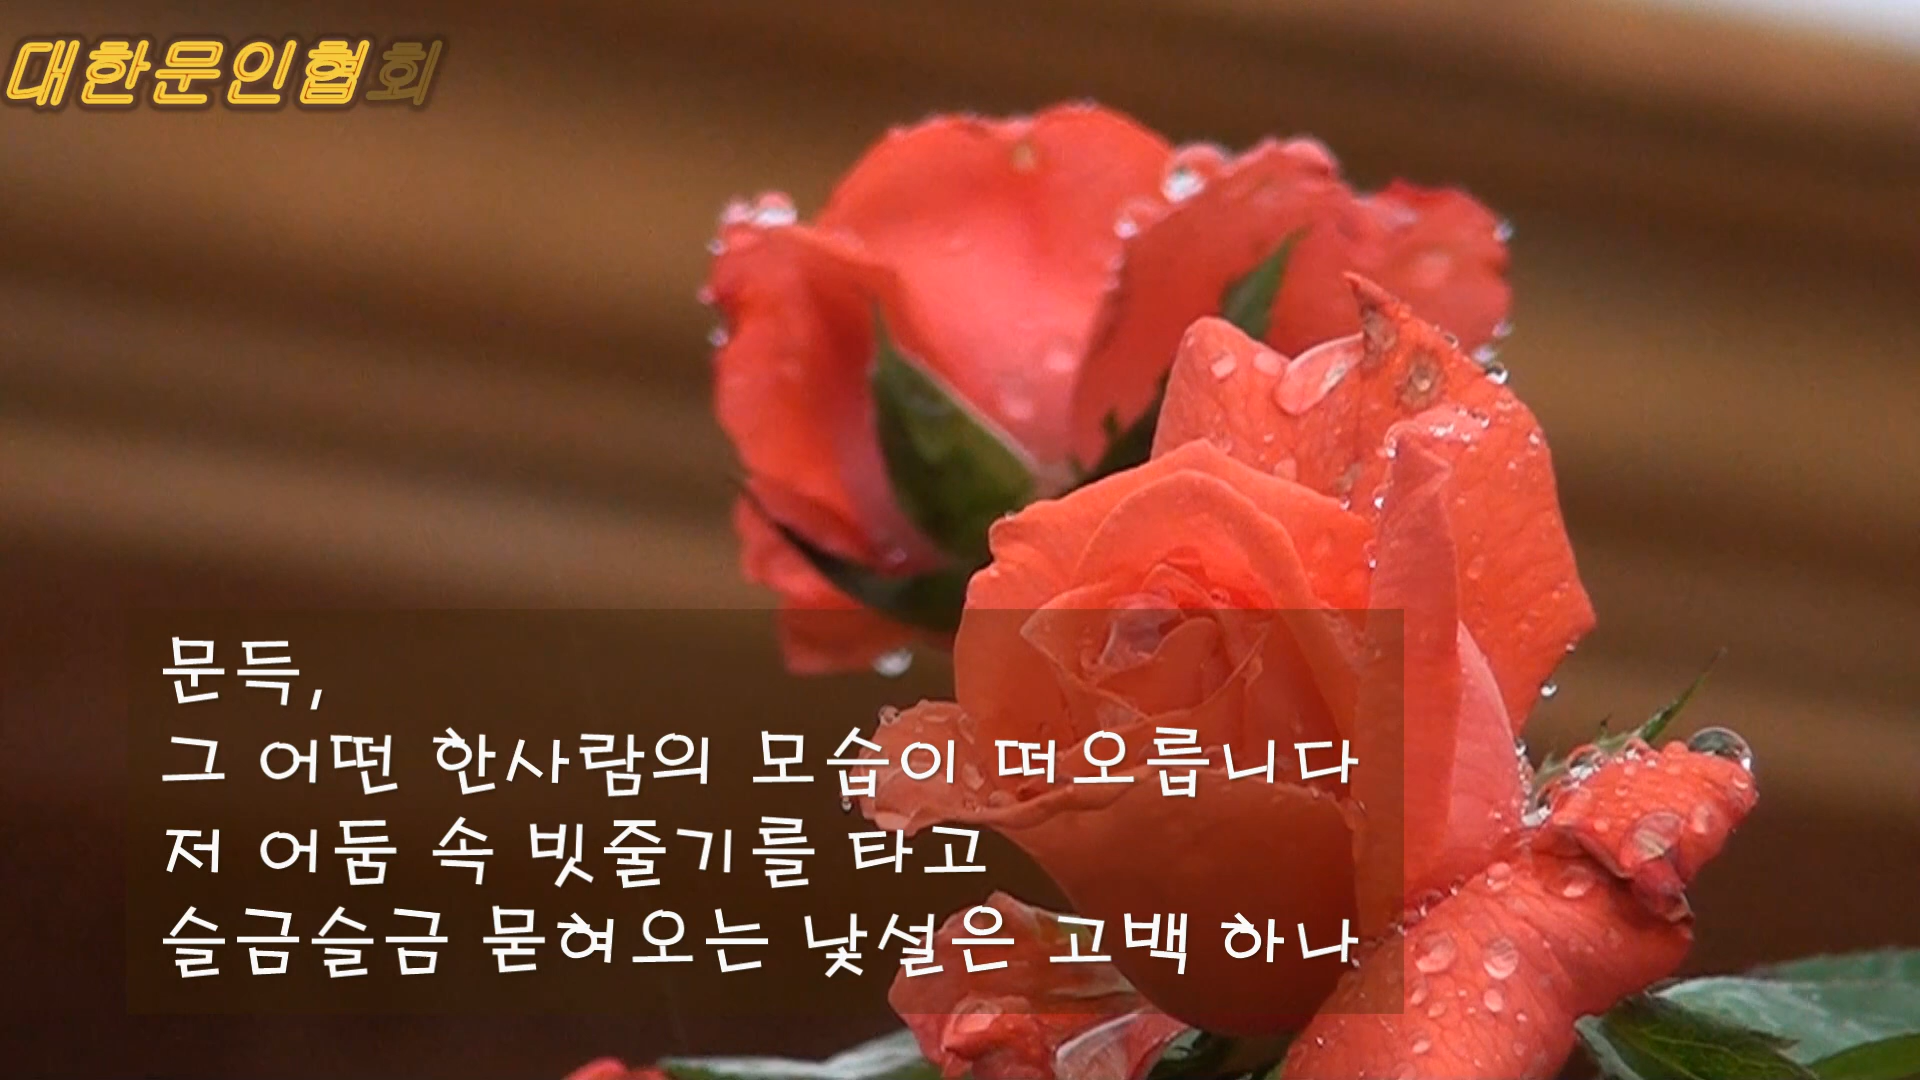 대한문인협회
문득,
그 어떤 한사람의 모습이 떠오릅니다
저 어둠 속 빗줄기를 타고
슬금슬금 묻혀오는 낯설은 고백 하나